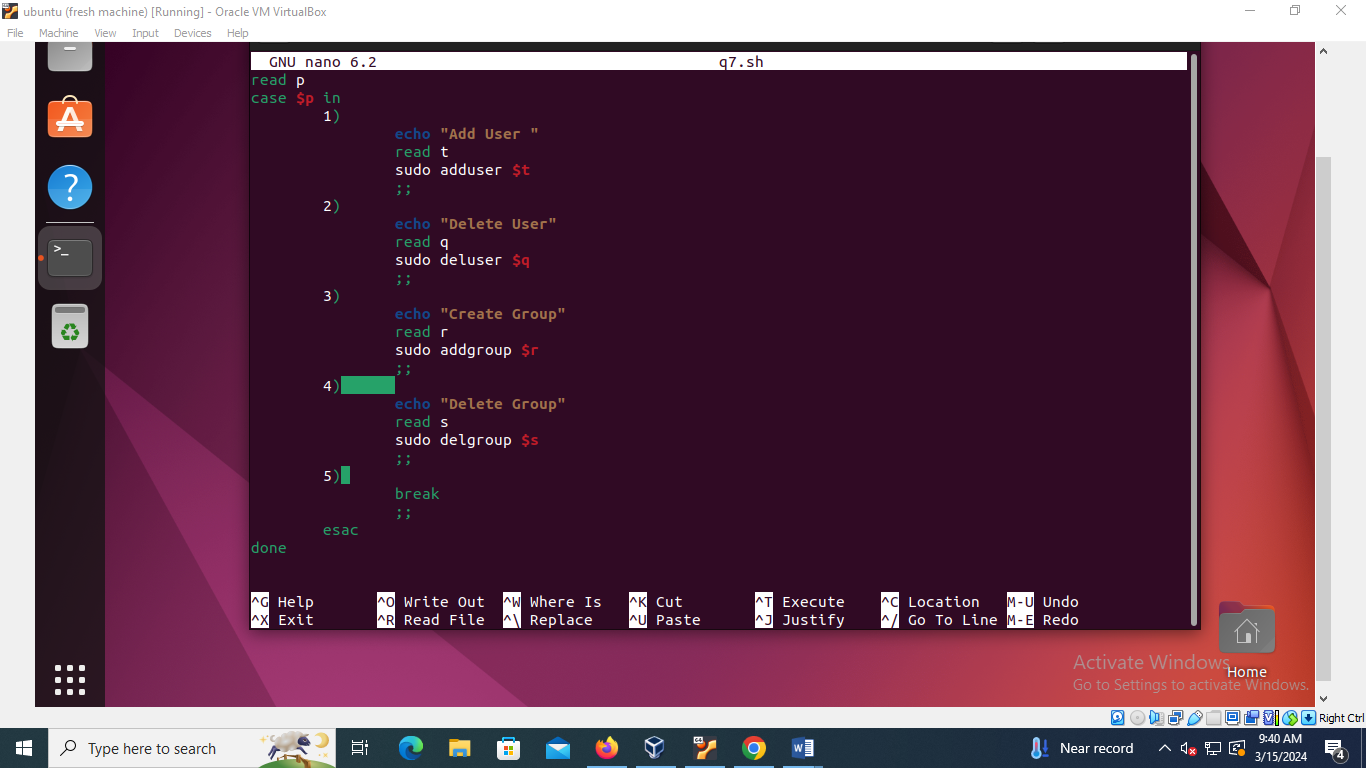 ubuntu (fresh machine) [Running] - Oracle VM VirtualBox
File Machine View Input Devices Help
GNU nano 6.2 q7.sh
read p
case $p in
1)
echo "Add User "
read t
sudo adduser $t
;;
2)
echo "Delete User"
read q
sudo deluser $q
;;
3)
echo "Create Group"
read r
sudo addgroup $r
;;
4)
echo "Delete Group"
read s
sudo delgroup $s
;;
5)
break
;;
esac
done
^G Help ^O Write Out ^W Where Is ^K Cut ^T Execute ^C Location M-U Undo
^X Exit ^R Read File ^\ Replace ^U Paste ^J Justify ^/ Go To Line M-E Redo
Home
Activate Windows
Go to Settings to activate Windows.
Right Ctrl
Type here to search
Near record
9:40 AM
3/15/2024
4